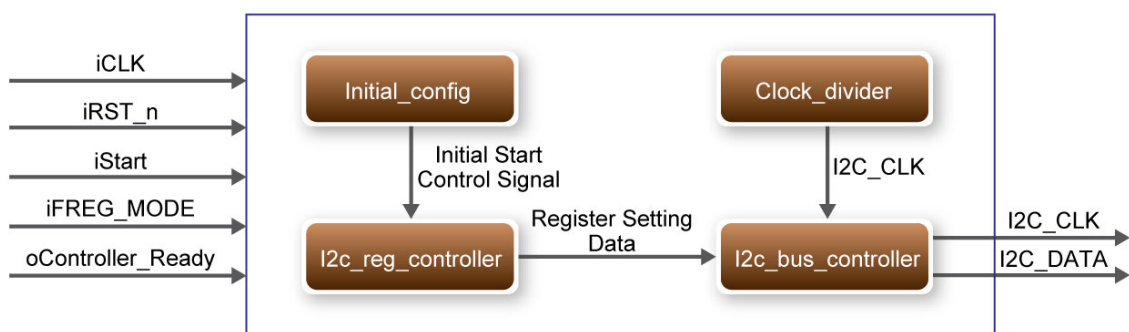 iCLK
iRST_n
iStart
iFREG_MODE
oController_Ready
Initial_config
Clock_divider
Initial Start
Control Signal
I2C_CLK
Register Setting
Data
I2c_reg_controller
I2c_bus_controller
I2C_CLK
I2C_DATA